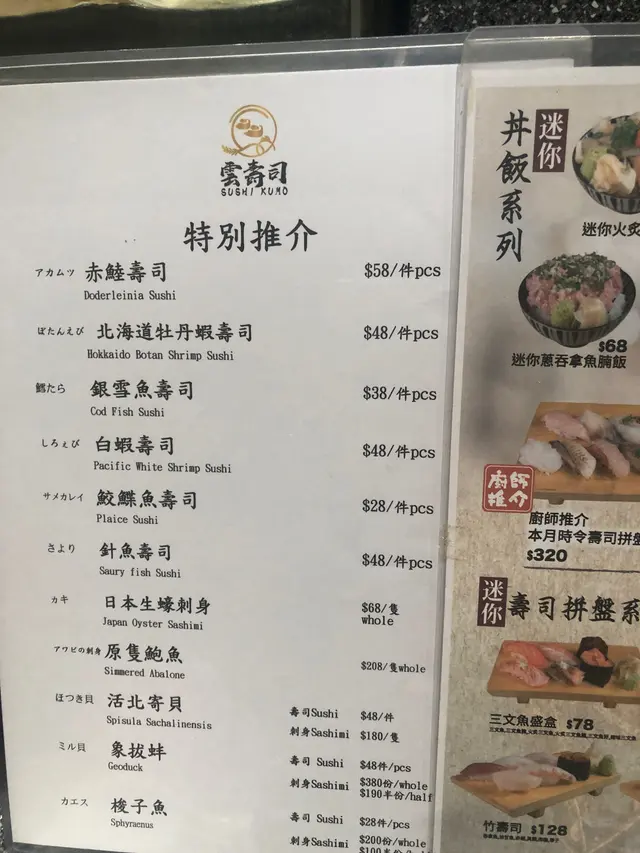 雲壽司
SUSHI KUMO
特別推介
アカムツ 赤鯥壽司 $58/件pcs
Doderleinia Sushi
ぼたんえび 北海道牡丹蝦壽司 $48/件pcs
Hokkaido Botan Shrimp Sushi
鱈たら 銀雪魚壽司 $38/件pcs
Cod Fish Sushi
しろぇび 白蝦壽司 $48/件pcs
Pacific White Shrimp Sushi
サメカレイ 鮫鰈魚壽司 $28/件pcs
Plaice Sushi
さより 針魚壽司 $48/件pcs
Saury fish Sushi
カキ 日本生蠔刺身 $68/隻
whole
Japan Oyster Sashimi
アワビの刺身 原隻鮑魚 $208/隻whole
Simmered Abalone
ほつき貝 活北寄貝 壽司Sushi $48/件
Spisula Sachalinensis 刺身Sashimi $180/隻
ミル貝 象拔蚌 壽司 Sushi $48件/pcs
Geoduck 刺身Sashimi $380份/whole
$190半份/half
カエス 梭子魚 壽司 Sushi $28件/pcs
Sphyraenus
刺身Sashimi $200份/whole
$100半份/half
迷你
丼飯系列
迷你火炙
$68
迷你蔥吞拿魚腩飯
廚師
推介
廚師推介
本月時令壽司拼盤
$320
迷你
壽司拼盤系
三文魚盛盒 $78
竹壽司 $128